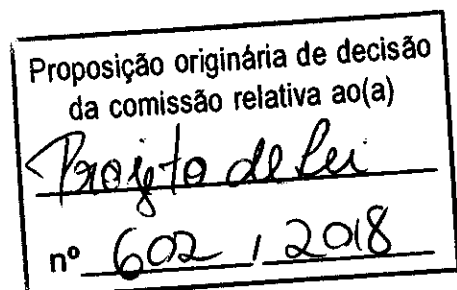 Proposição originária de decisão
da comissão relativa ao(a)
Projeto de Lei
nº 602 / 2018